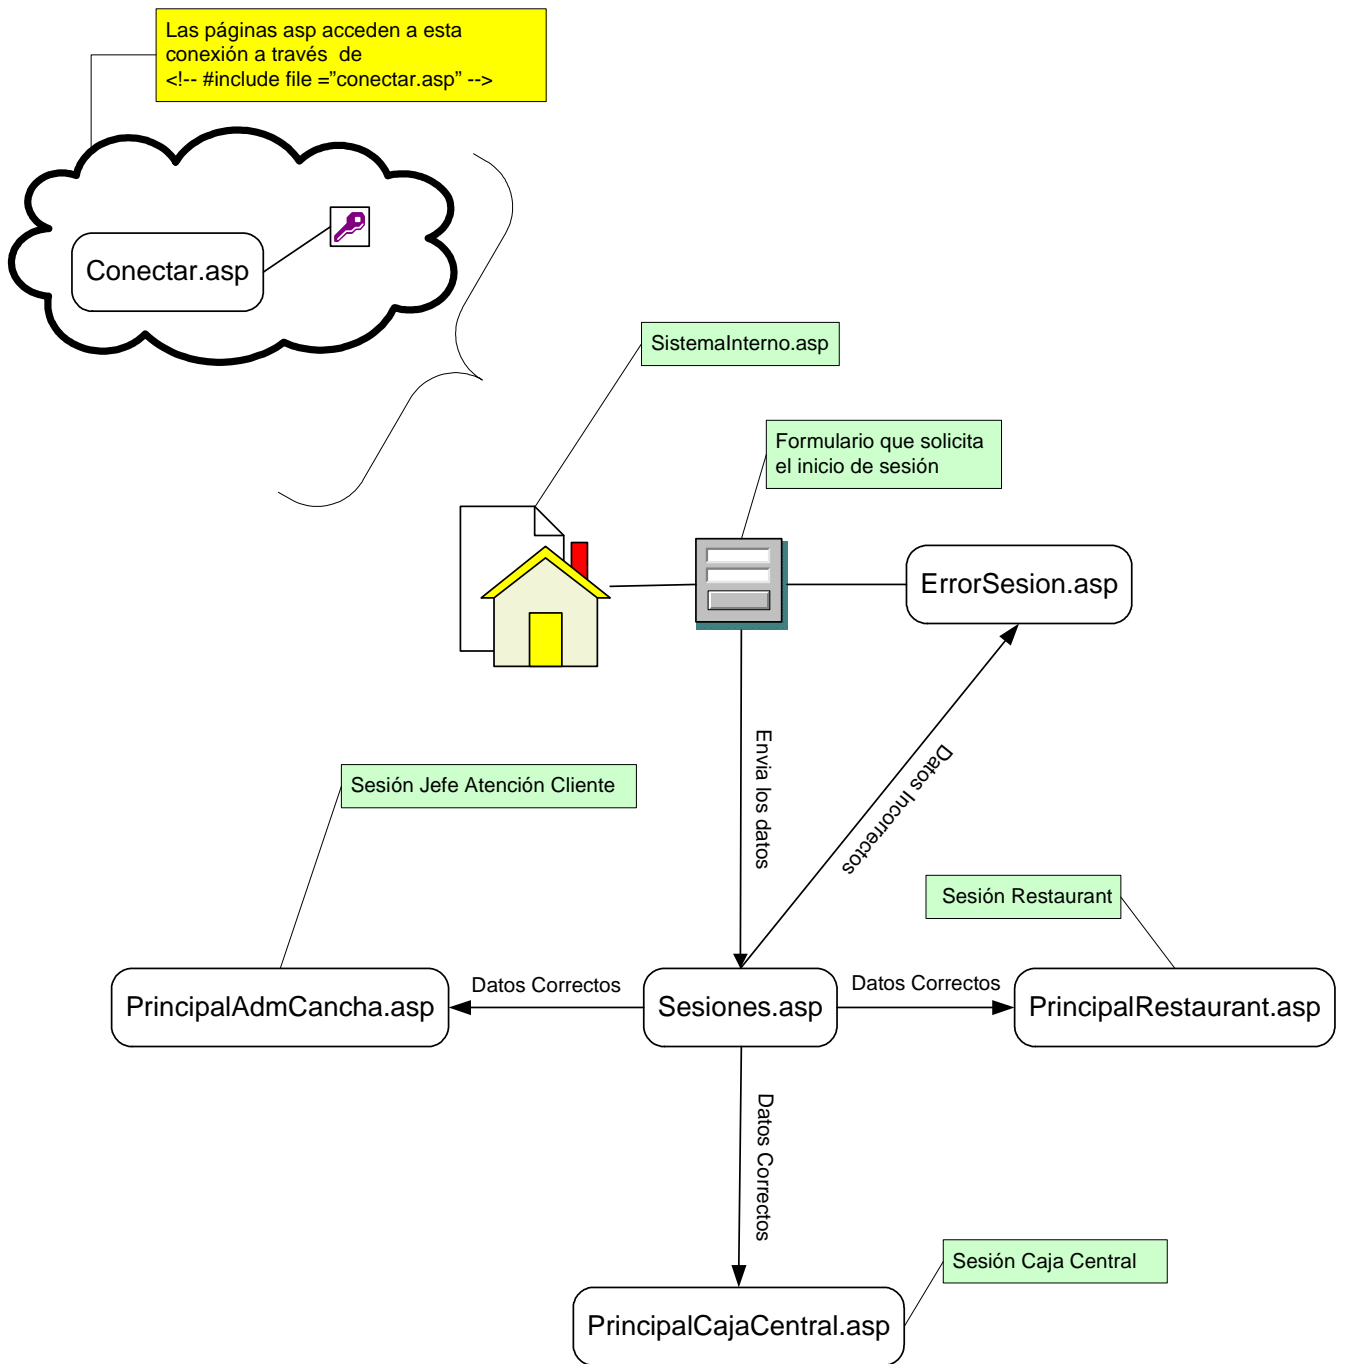 Las páginas asp acceden a esta
conexión a través  de
<!-- #include file =”conectar.asp” -->
Conectar.asp
SistemaInterno.asp
Formulario que solicita
el inicio de sesión
ErrorSesion.asp
Envia los datos
Datos Incorrectos
Sesión Jefe Atención Cliente
Sesión Restaurant
PrincipalAdmCancha.asp
Datos Correctos
Sesiones.asp
Datos Correctos
PrincipalRestaurant.asp
Datos Correctos
Sesión Caja Central
PrincipalCajaCentral.asp